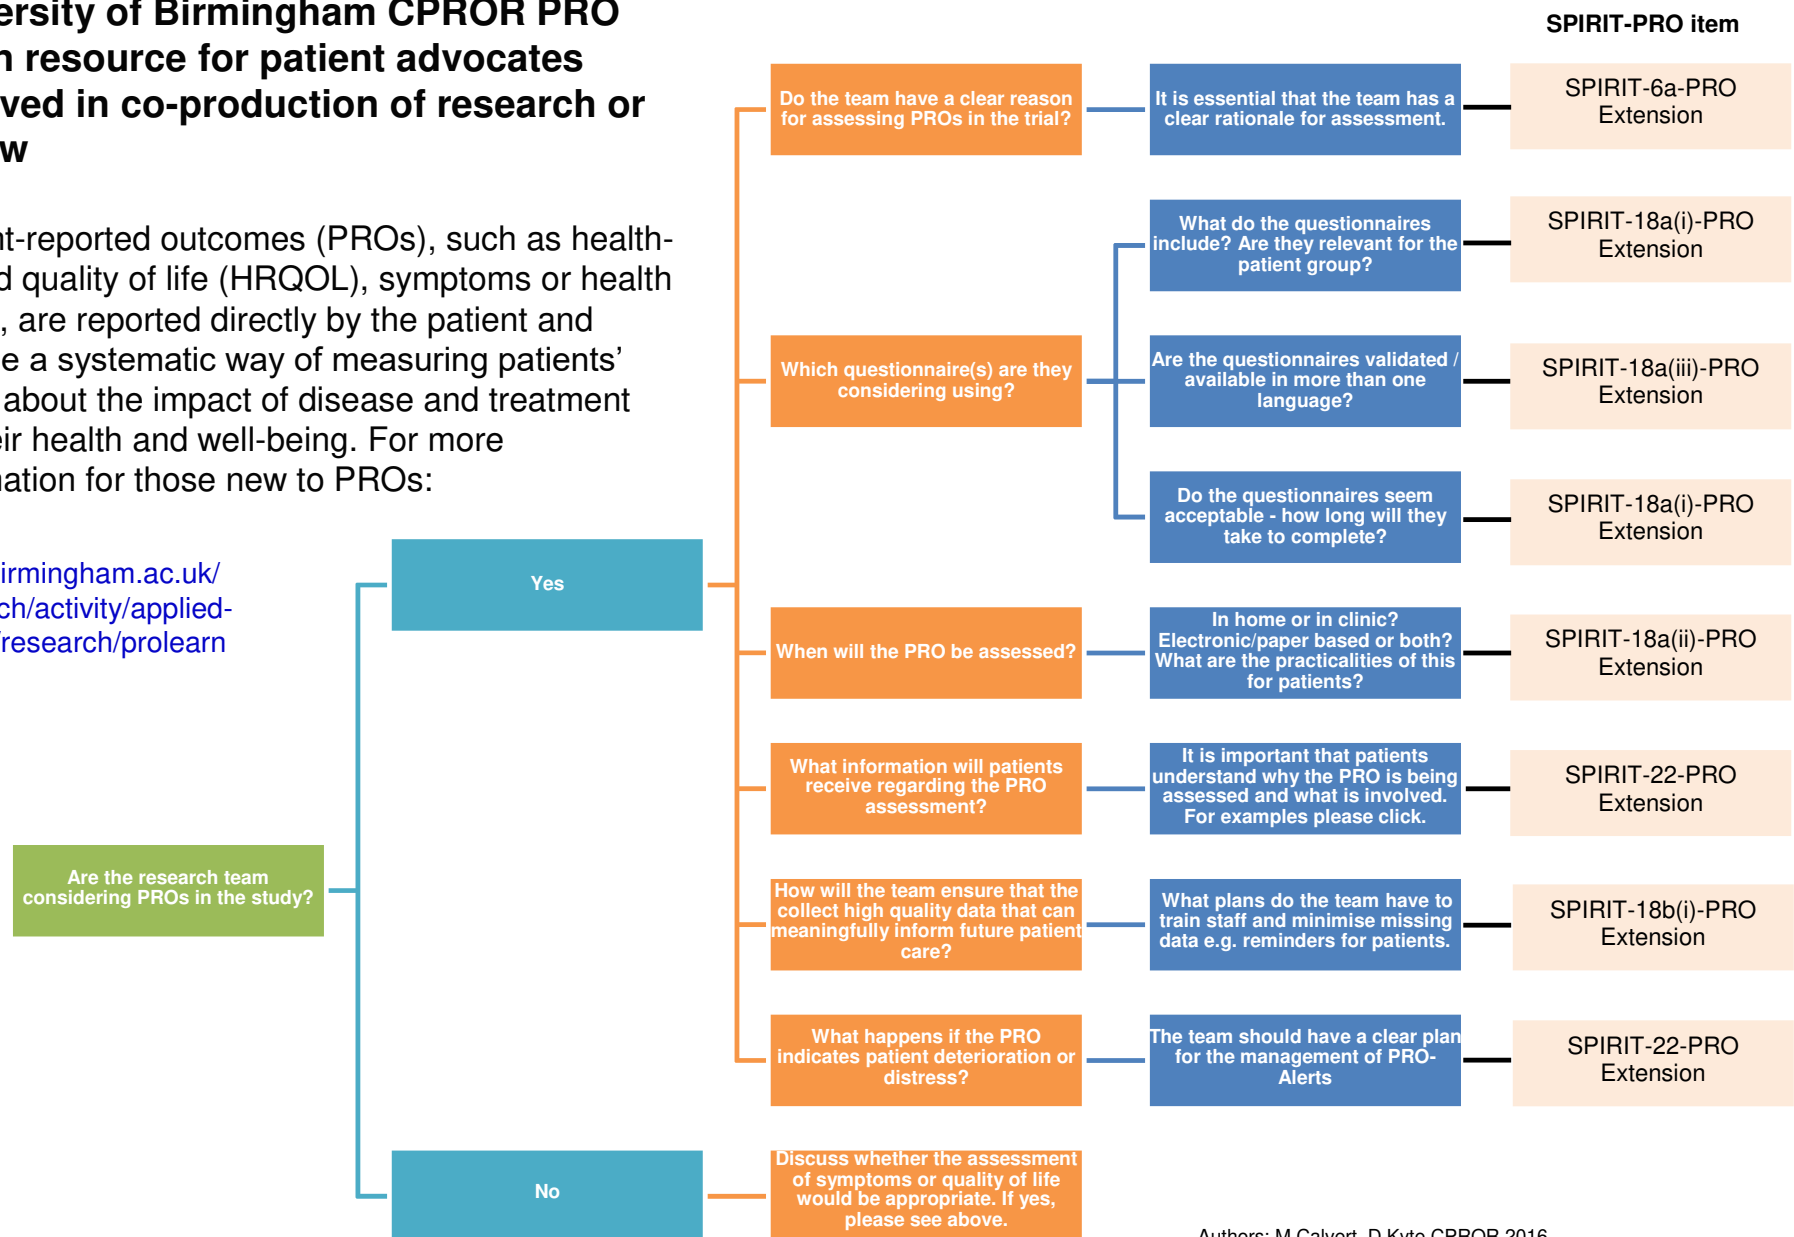 ersity of Birmingham CPROR PRO
n resource for patient advocates
ved in co-production of research or
w
nt-reported outcomes (PROs), such as health-
d quality of life (HRQOL), symptoms or health
, are reported directly by the patient and
e a systematic way of measuring patients’
about the impact of disease and treatment
eir health and well-being. For more
nation for those new to PROs:
irmingham.ac.uk/
ch/activity/applied-
/research/prolearn
Are the research team
considering PROs in the study?
Yes
No
Do the team have a clear reason
for assessing PROs in the trial?
Which questionnaire(s) are they
considering using?
When will the PRO be assessed?
What information will patients
receive regarding the PRO
assessment?
How will the team ensure that the
collect high quality data that can
meaningfully inform future patient
care?
What happens if the PRO
indicates patient deterioration or
distress?
Discuss whether the assessment
of symptoms or quality of life
would be appropriate. If yes,
please see above.
It is essential that the team has a
clear rationale for assessment.
What do the questionnaires
include? Are they relevant for the
patient group?
Are the questionnaires validated /
available in more than one
language?
Do the questionnaires seem
acceptable - how long will they
take to complete?
In home or in clinic?
Electronic/paper based or both?
What are the practicalities of this
for patients?
It is important that patients
understand why the PRO is being
assessed and what is involved.
For examples please click.
What plans do the team have to
train staff and minimise missing
data e.g. reminders for patients.
The team should have a clear plan
for the management of PRO-
Alerts
SPIRIT-PRO item
SPIRIT-6a-PRO
Extension
SPIRIT-18a(i)-PRO
Extension
SPIRIT-18a(iii)-PRO
Extension
SPIRIT-18a(i)-PRO
Extension
SPIRIT-18a(ii)-PRO
Extension
SPIRIT-22-PRO
Extension
SPIRIT-18b(i)-PRO
Extension
SPIRIT-22-PRO
Extension
Authors: M Calvert, D Kyte CPROR 2016